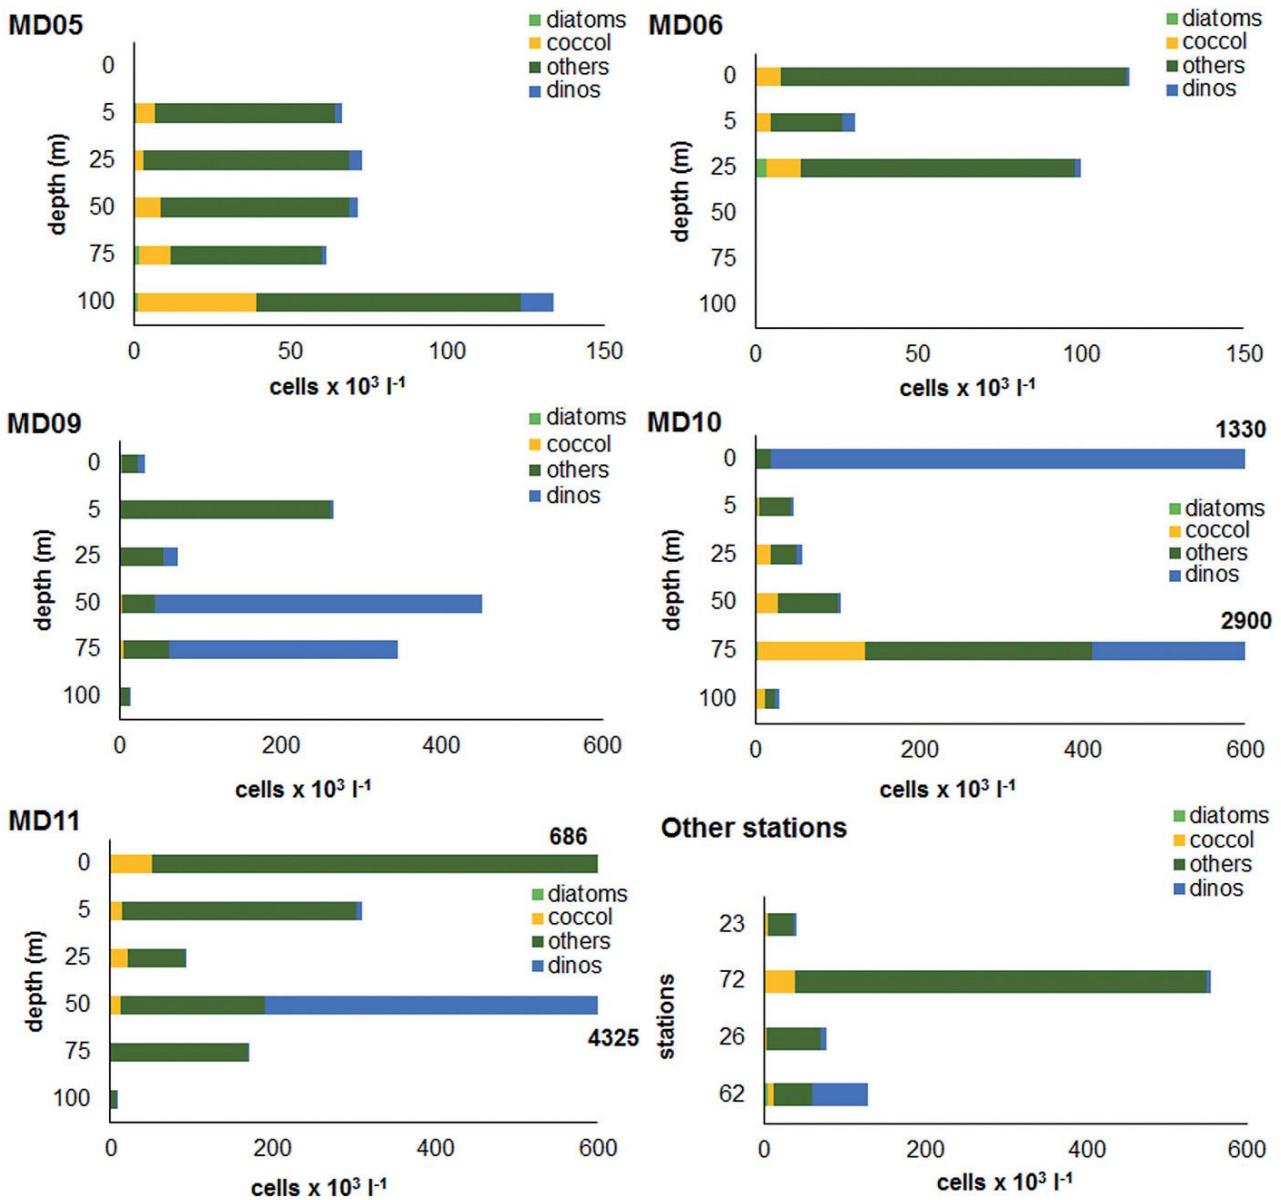 MD05
diatoms
coccol
others
dinos
depth (m)
0
5
25
50
75
100
0 50 100 150
cells x 10³ l⁻¹
MD06
diatoms
coccol
others
dinos
depth (m)
0
5
25
50
75
100
0 50 100 150
cells x 10³ l⁻¹
MD09
diatoms
coccol
others
dinos
depth (m)
0
5
25
50
75
100
0 200 400 600
cells x 10³ l⁻¹
MD10
1330
diatoms
coccol
others
dinos
2900
depth (m)
0
5
25
50
75
100
0 200 400 600
cells x 10³ l⁻¹
MD11
686
diatoms
coccol
others
dinos
4325
depth (m)
0
5
25
50
75
100
0 200 400 600
cells x 10³ l⁻¹
Other stations
diatoms
coccol
others
dinos
stations
23
72
26
62
0 200 400 600
cells x 10³ l⁻¹